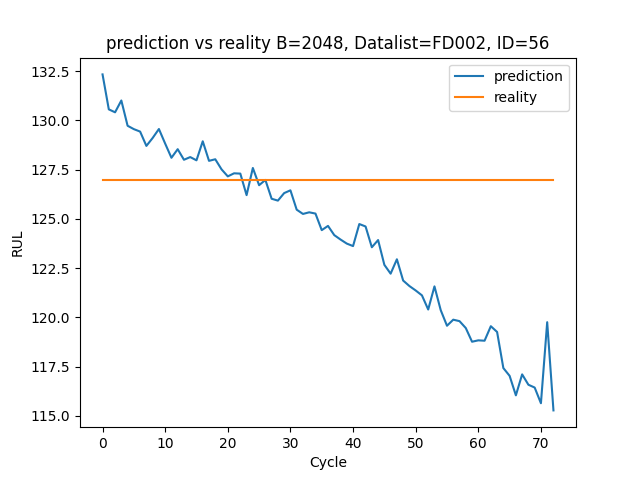 prediction vs reality B=2048, Datalist=FD002, ID=56
prediction
reality
RUL
132.5
130.0
127.5
125.0
122.5
120.0
117.5
115.0
0 10 20 30 40 50 60 70
Cycle